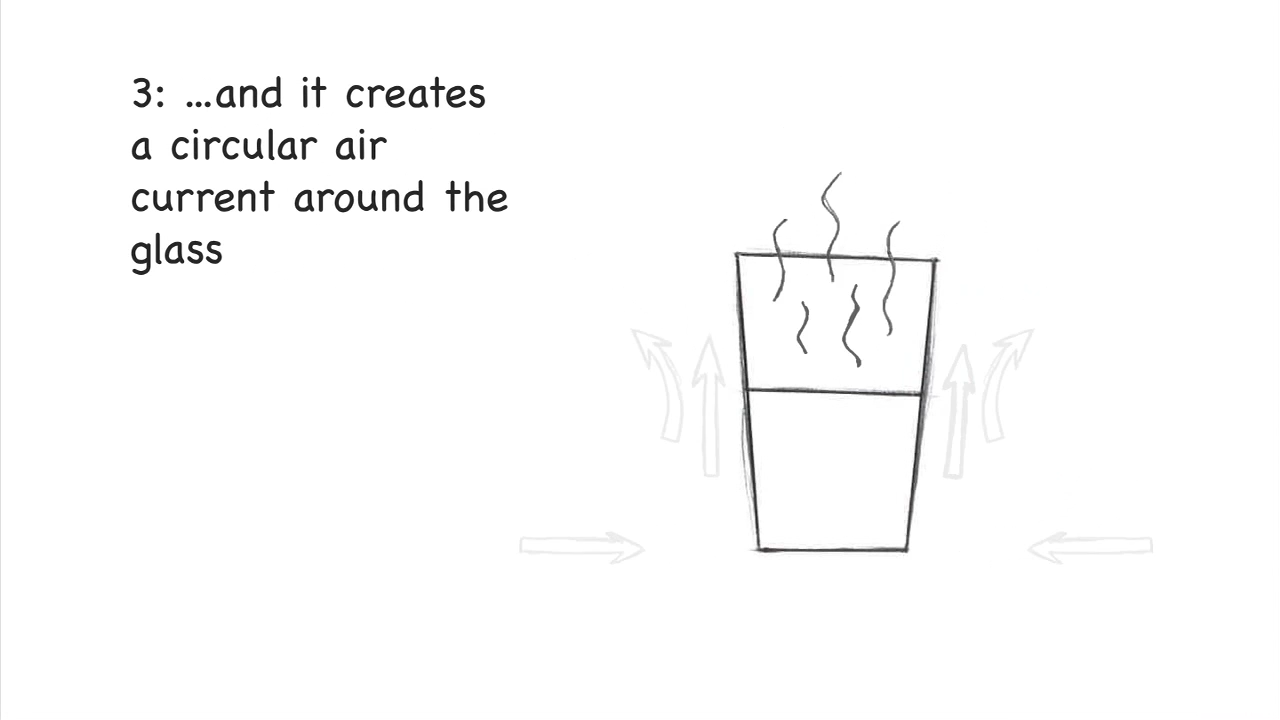 3: ...and it creates
a circular air
current around the
glass